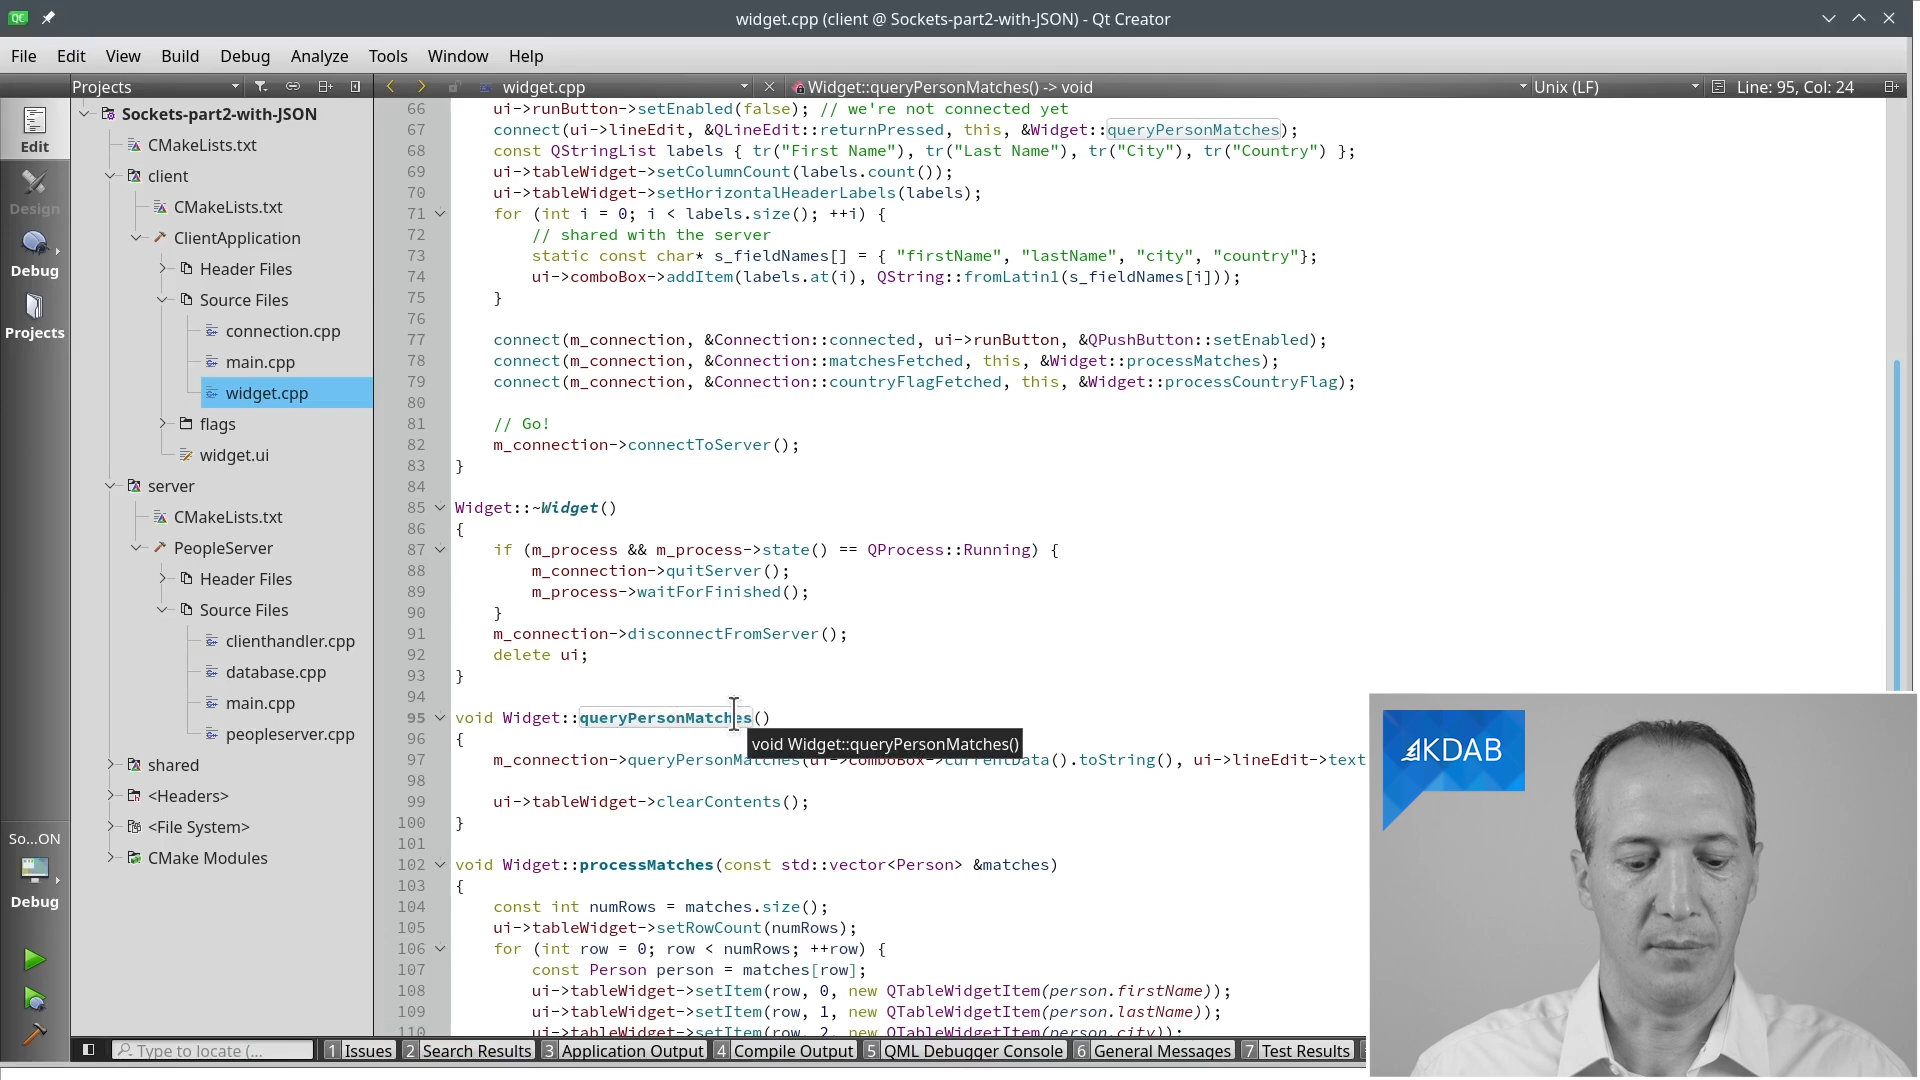 QC
widget.cpp (client @ Sockets-part2-with-JSON) - Qt Creator
File Edit View Build Debug Analyze Tools Window Help
Projects
widget.cpp
Widget::queryPersonMatches() -> void
Unix (LF)
Line: 95, Col: 24
Edit
Design
Debug
Projects
So...ON
Debug
Sockets-part2-with-JSON
CMakeLists.txt
client
CMakeLists.txt
ClientApplication
Header Files
Source Files
connection.cpp
main.cpp
widget.cpp
flags
widget.ui
server
CMakeLists.txt
PeopleServer
Header Files
Source Files
clienthandler.cpp
database.cpp
main.cpp
peopleserver.cpp
shared
<Headers>
<File System>
CMake Modules
66 ui->runButton->setEnabled(false); // we're not connected yet
67 connect(ui->lineEdit, &QLineEdit::returnPressed, this, &Widget::queryPersonMatches);
68 const QStringList labels { tr("First Name"), tr("Last Name"), tr("City"), tr("Country") };
69 ui->tableWidget->setColumnCount(labels.count());
70 ui->tableWidget->setHorizontalHeaderLabels(labels);
71 for (int i = 0; i < labels.size(); ++i) {
72 // shared with the server
73 static const char* s_fieldNames[] = { "firstName", "lastName", "city", "country"};
74 ui->comboBox->addItem(labels.at(i), QString::fromLatin1(s_fieldNames[i]));
75 }
76
77 connect(m_connection, &Connection::connected, ui->runButton, &QPushButton::setEnabled);
78 connect(m_connection, &Connection::matchesFetched, this, &Widget::processMatches);
79 connect(m_connection, &Connection::countryFlagFetched, this, &Widget::processCountryFlag);
80
81 // Go!
82 m_connection->connectToServer();
83 }
84
85 Widget::~Widget()
86 {
87 if (m_process && m_process->state() == QProcess::Running) {
88 m_connection->quitServer();
89 m_process->waitForFinished();
90 }
91 m_connection->disconnectFromServer();
92 delete ui;
93 }
94
95 void Widget::queryPersonMatches()
96 {
void Widget::queryPersonMatches()
97 m_connection->queryPersonMatches(ui->comboBox->currentData().toString(), ui->lineEdit->text
98
99 ui->tableWidget->clearContents();
100 }
101
102 void Widget::processMatches(const std::vector<Person> &matches)
103 {
104 const int numRows = matches.size();
105 ui->tableWidget->setRowCount(numRows);
106 for (int row = 0; row < numRows; ++row) {
107 const Person person = matches[row];
108 ui->tableWidget->setItem(row, 0, new QTableWidgetItem(person.firstName));
109 ui->tableWidget->setItem(row, 1, new QTableWidgetItem(person.lastName));
110 ui->tableWidget->setItem(row, 2, new QTableWidgetItem(person.city));
KDAB
Type to locate (...
1 Issues 2 Search Results 3 Application Output 4 Compile Output 5 QML Debugger Console 6 General Messages 7 Test Results